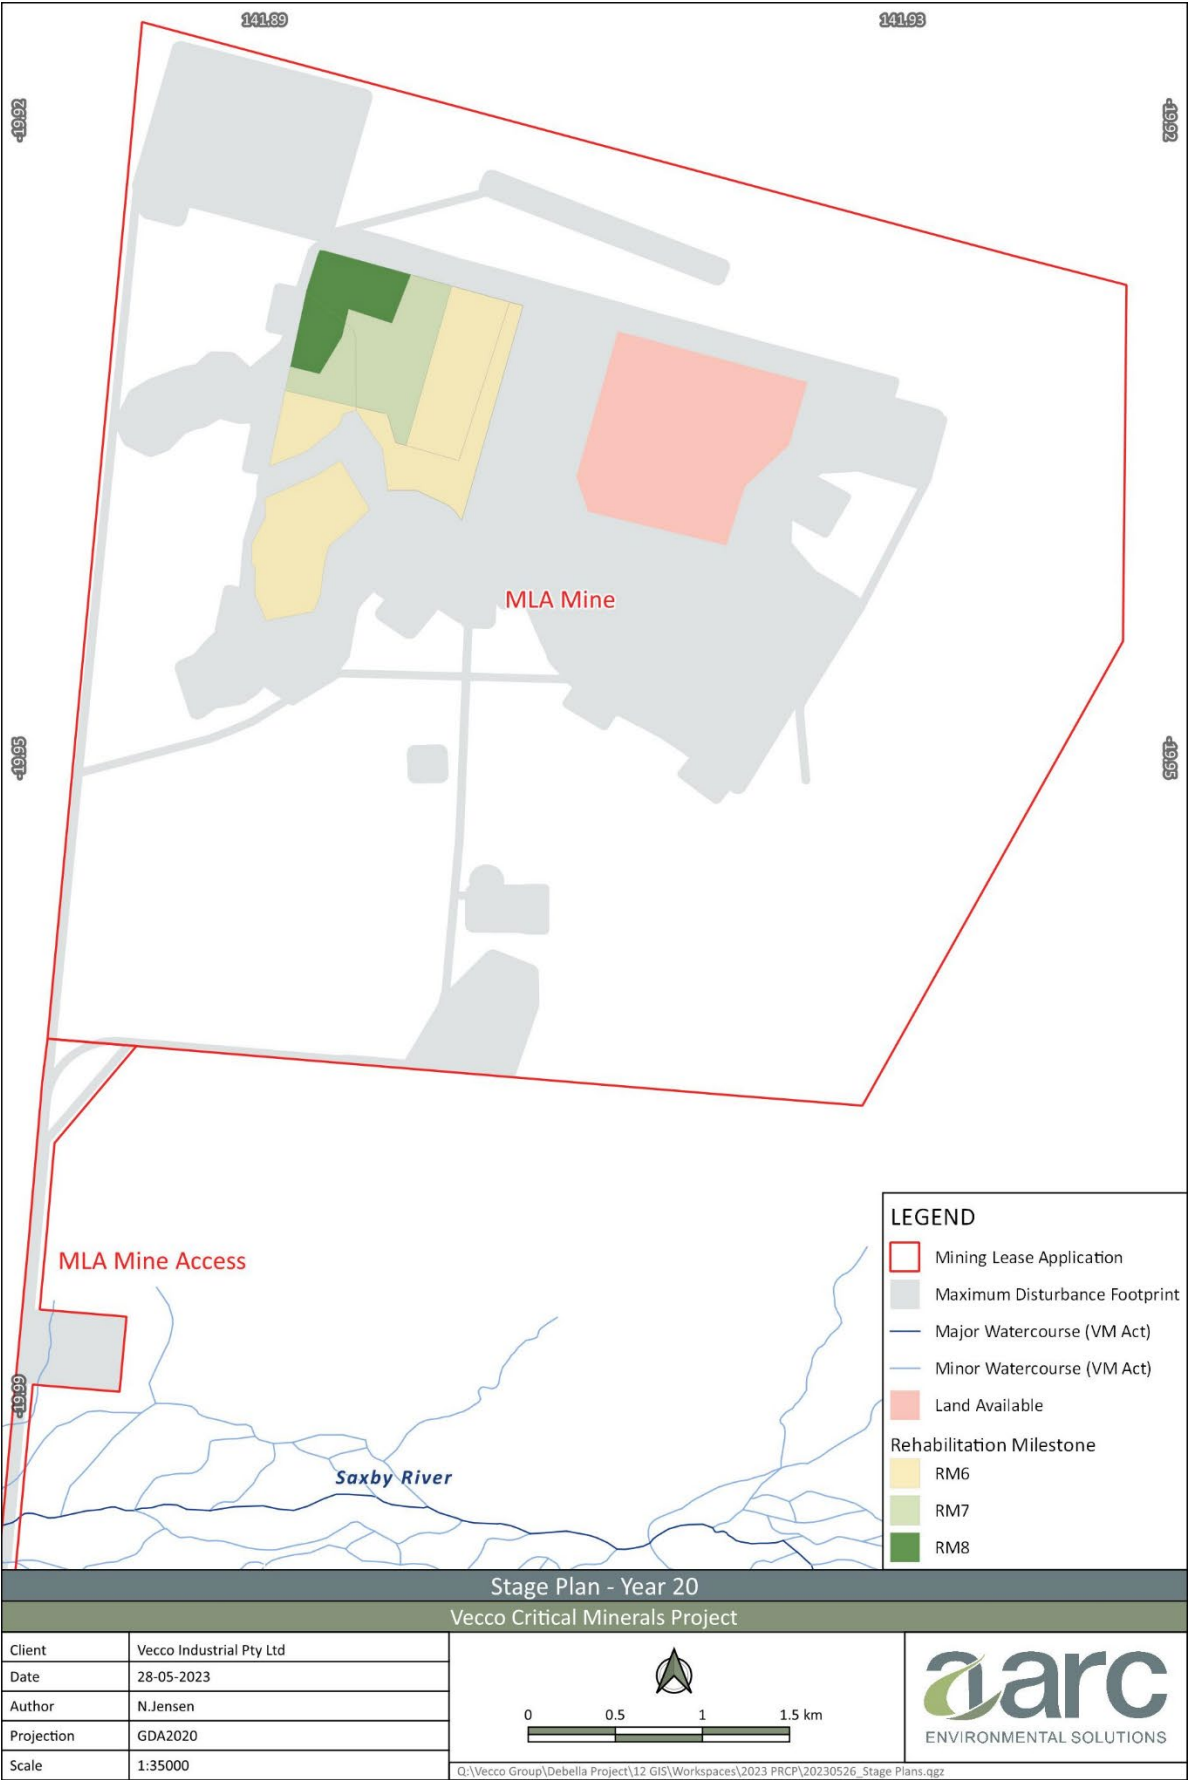 141.89
141.93
-19.92
-19.92
MLA Mine
-19.95
-19.95
MLA Mine Access
-19.99
Saxby River
LEGEND
Mining Lease Application
Maximum Disturbance Footprint
Major Watercourse (VM Act)
Minor Watercourse (VM Act)
Land Available
Rehabilitation Milestone
RM6
RM7
RM8
Stage Plan - Year 20
Vecco Critical Minerals Project
Client Vecco Industrial Pty Ltd
Date 28-05-2023
Author N.Jensen
Projection GDA2020
Scale 1:35000
0 0.5 1 1.5 km
Q:\Vecco Group\Debella Project\12 GIS\Workspaces\2023 PRCP\20230526_Stage Plans.qgz
aarc
ENVIRONMENTAL SOLUTIONS